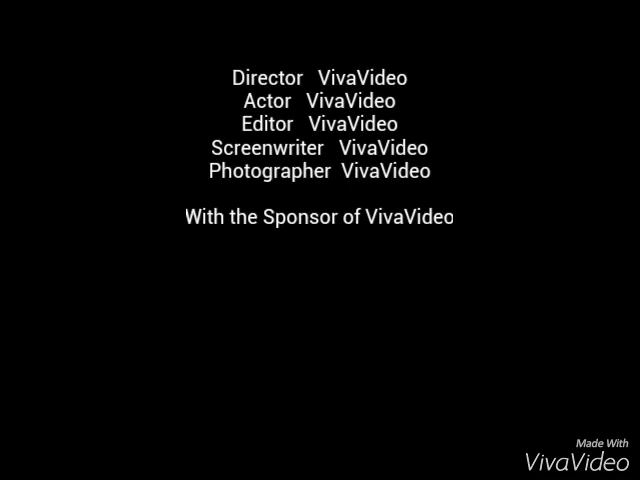 Director VivaVideo
Actor VivaVideo
Editor VivaVideo
Screenwriter VivaVideo
Photographer VivaVideo
With the Sponsor of VivaVideo
Made With
VivaVideo